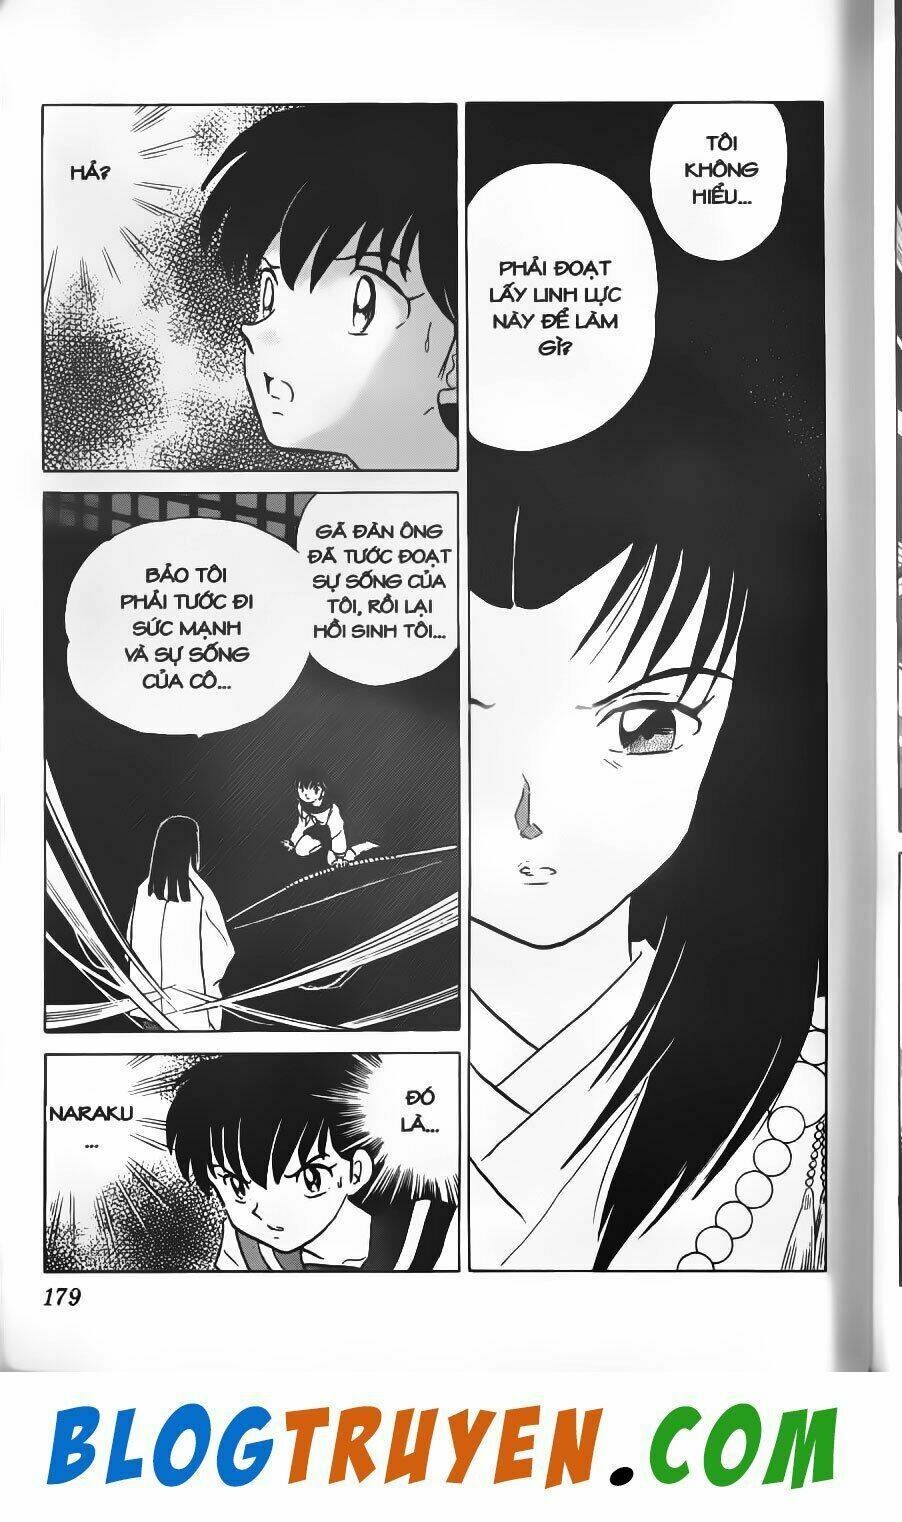 TÔI
KHÔNG
HIỂU...
PHẢI ĐOẠT
LẤY LINH LỰC
NÀY ĐỂ LÀM
GÌ?
HẢ?
GÃ ĐÀN ÔNG
ĐÃ TƯỚC ĐOẠT
SỰ SỐNG CỦA
TÔI, RỒI LẠI
HỒI SINH TÔI...
BẢO TÔI
PHẢI TƯỚC ĐI
SỨC MẠNH
VÀ SỰ SỐNG
CỦA CÔ...
ĐÓ
LÀ...
NARAKU
...
179
BLOGTRUYEN.COM